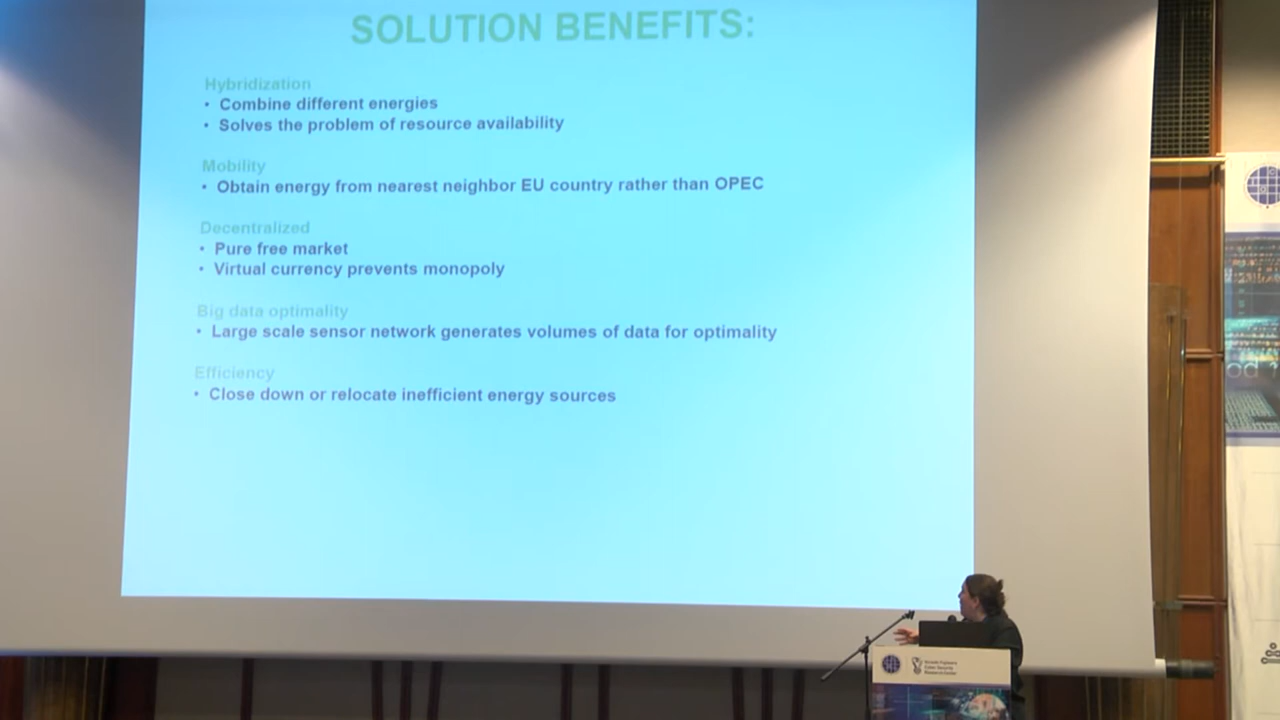 SOLUTION BENEFITS:
Hybridization
• Combine different energies
• Solves the problem of resource availability
Mobility
• Obtain energy from nearest neighbor EU country rather than OPEC
Decentralized
• Pure free market
• Virtual currency prevents monopoly
Big data optimality
• Large scale sensor network generates volumes of data for optimality
Efficiency
• Close down or relocate inefficient energy sources